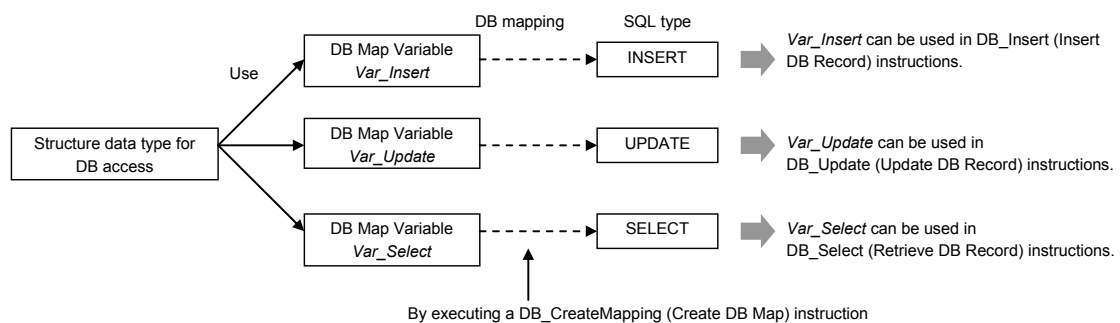 DB mapping
SQL type
Use
Structure data type for
DB access
DB Map Variable
Var_Insert
INSERT
Var_Insert can be used in DB_Insert (Insert
DB Record) instructions.
DB Map Variable
Var_Update
UPDATE
Var_Update can be used in
DB_Update (Update DB Record) instructions.
DB Map Variable
Var_Select
SELECT
Var_Select can be used in
DB_Select (Retrieve DB Record) instructions.
By executing a DB_CreateMapping (Create DB Map) instruction